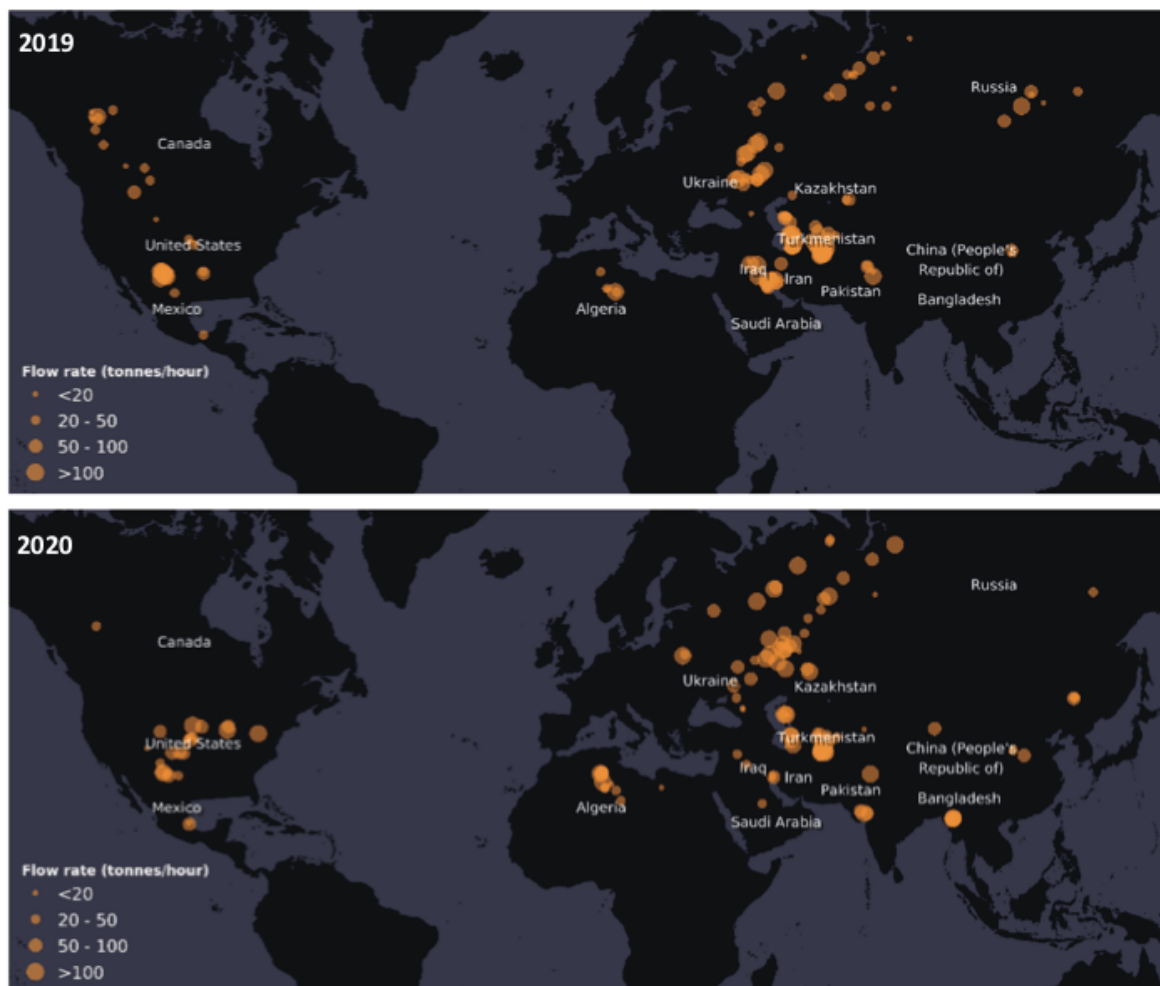 2019
Russia
Canada
Ukraine
Kazakhstan
United States
Turkmenistan
China (People's
Republic of)
Iraq
Iran
Pakistan
Bangladesh
Mexico
Algeria
Saudi Arabia
Flow rate (tonnes/hour)
<20
20 - 50
50 - 100
>100
2020
Russia
Canada
Ukraine
Kazakhstan
United States
Turkmenistan
China (People's
Republic of)
Iraq
Iran
Pakistan
Bangladesh
Mexico
Algeria
Saudi Arabia
Flow rate (tonnes/hour)
<20
20 - 50
50 - 100
>100